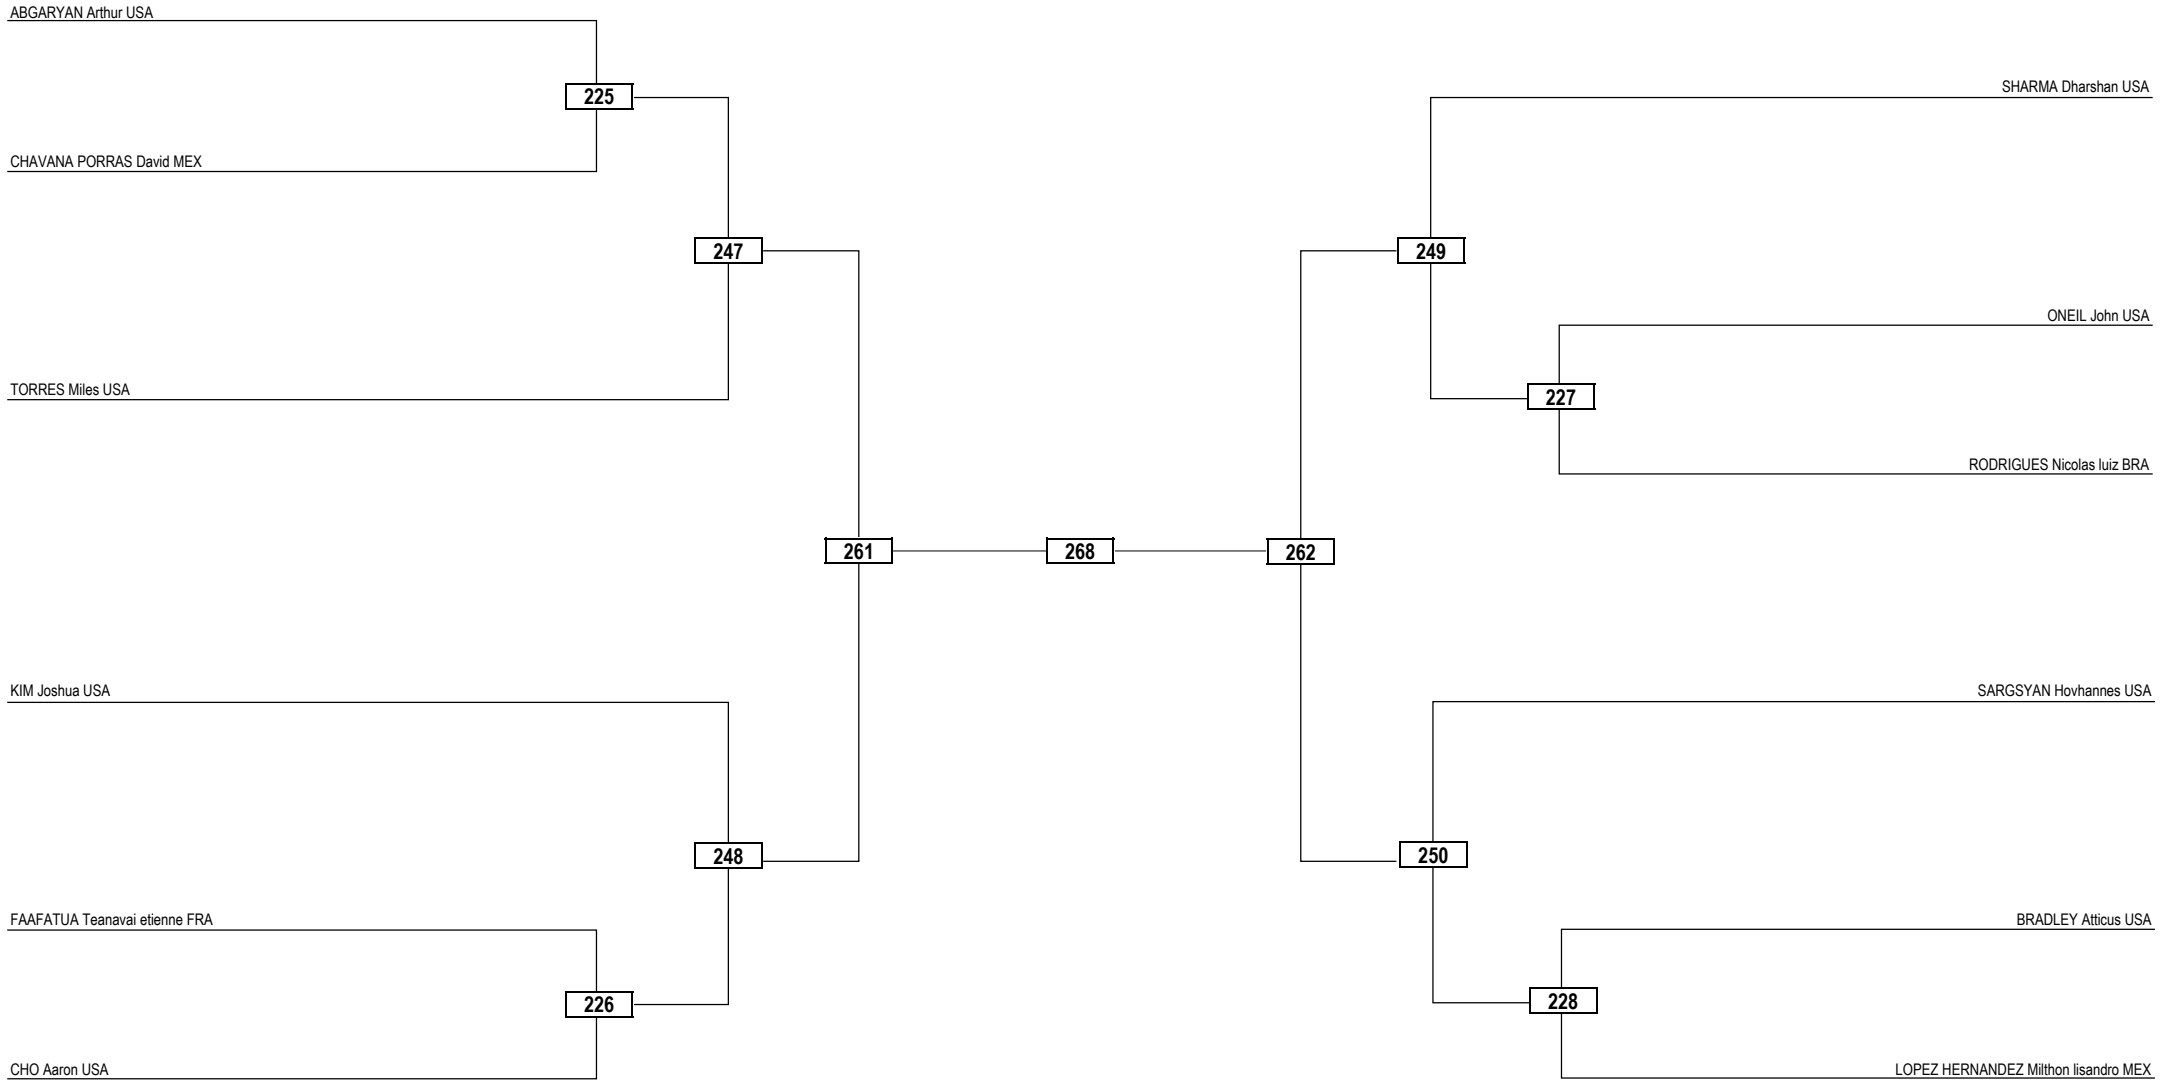 ABGARYAN Arthur USA
225
SHARMA Dharshan USA
CHAVANA PORRAS David MEX
247
249
ONEIL John USA
TORRES Miles USA
227
RODRIGUES Nicolas luiz BRA
261
268
262
KIM Joshua USA
SARGSYAN Hovhannes USA
248
250
FAAFATUA Teanavai etienne FRA
BRADLEY Atticus USA
226
228
CHO Aaron USA
LOPEZ HERNANDEZ Milthon lisandro MEX